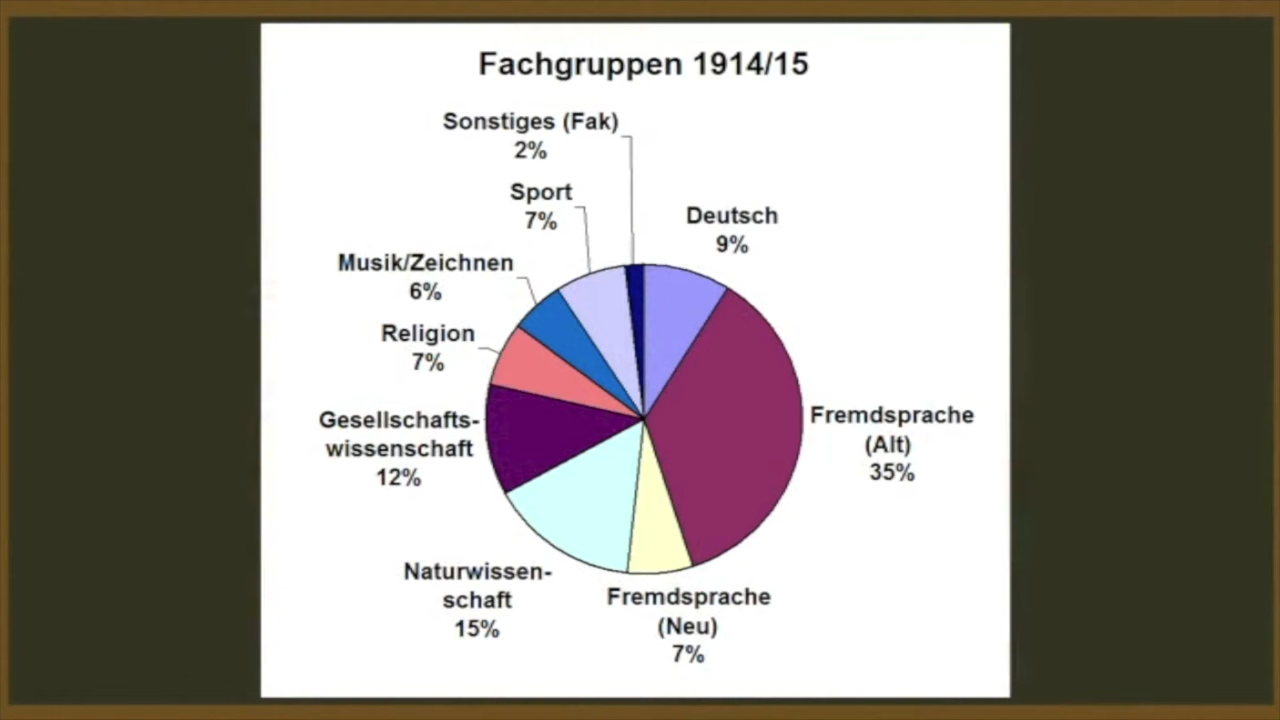 Fachgruppen 1914/15
Sonstiges (Fak)
2%
Sport
7%
Deutsch
9%
Musik/Zeichnen
6%
Religion
7%
Fremdsprache
(Alt)
35%
Gesellschafts-
wissenschaft
12%
Naturwissen-
schaft
15%
Fremdsprache
(Neu)
7%